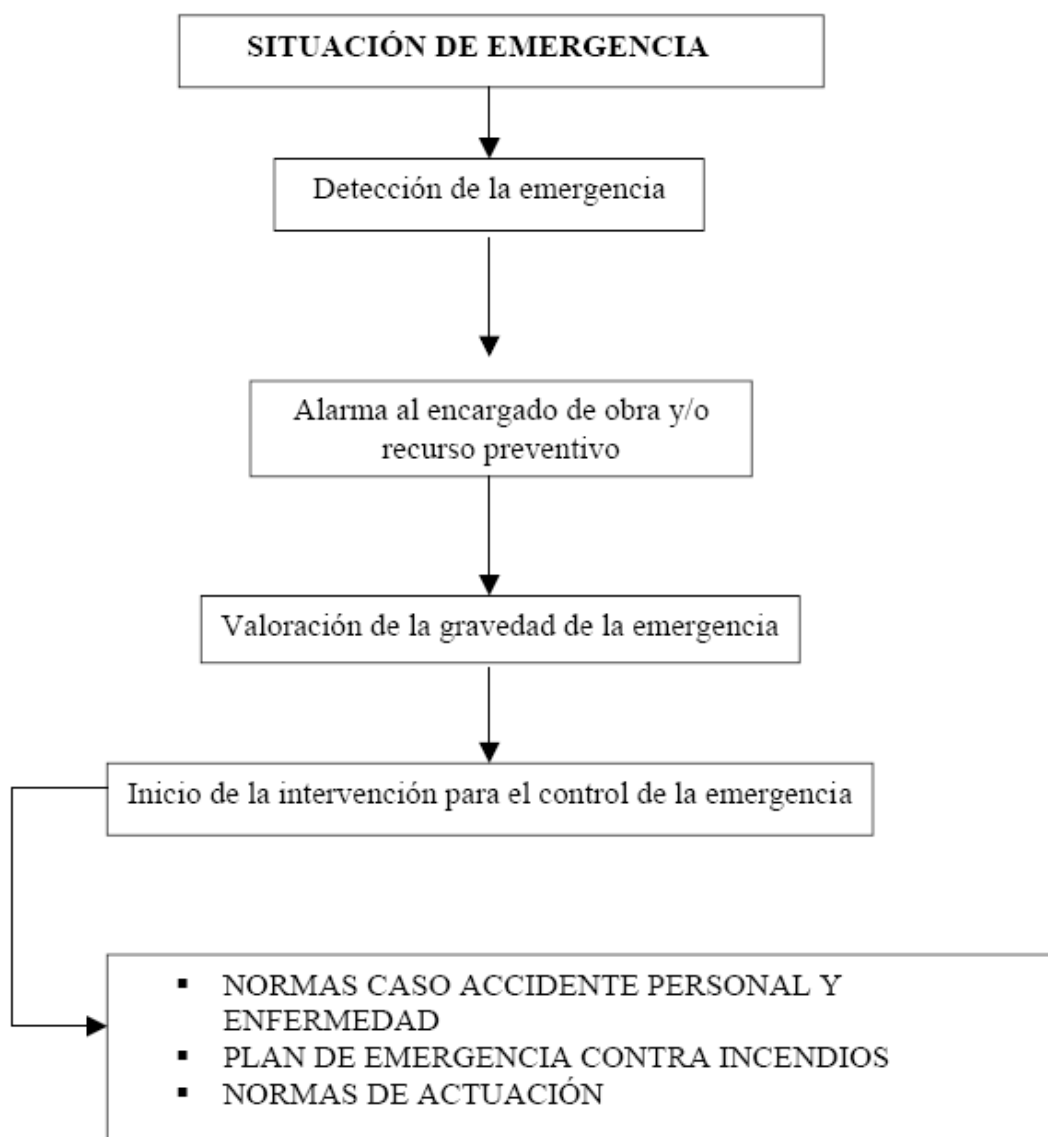 SITUACIÓN DE EMERGENCIA
Detección de la emergencia
Alarma al encargado de obra y/o
recurso preventivo
Valoración de la gravedad de la emergencia
Inicio de la intervención para el control de la emergencia
▪ NORMAS CASO ACCIDENTE PERSONAL Y
ENFERMEDAD
▪ PLAN DE EMERGENCIA CONTRA INCENDIOS
▪ NORMAS DE ACTUACIÓN